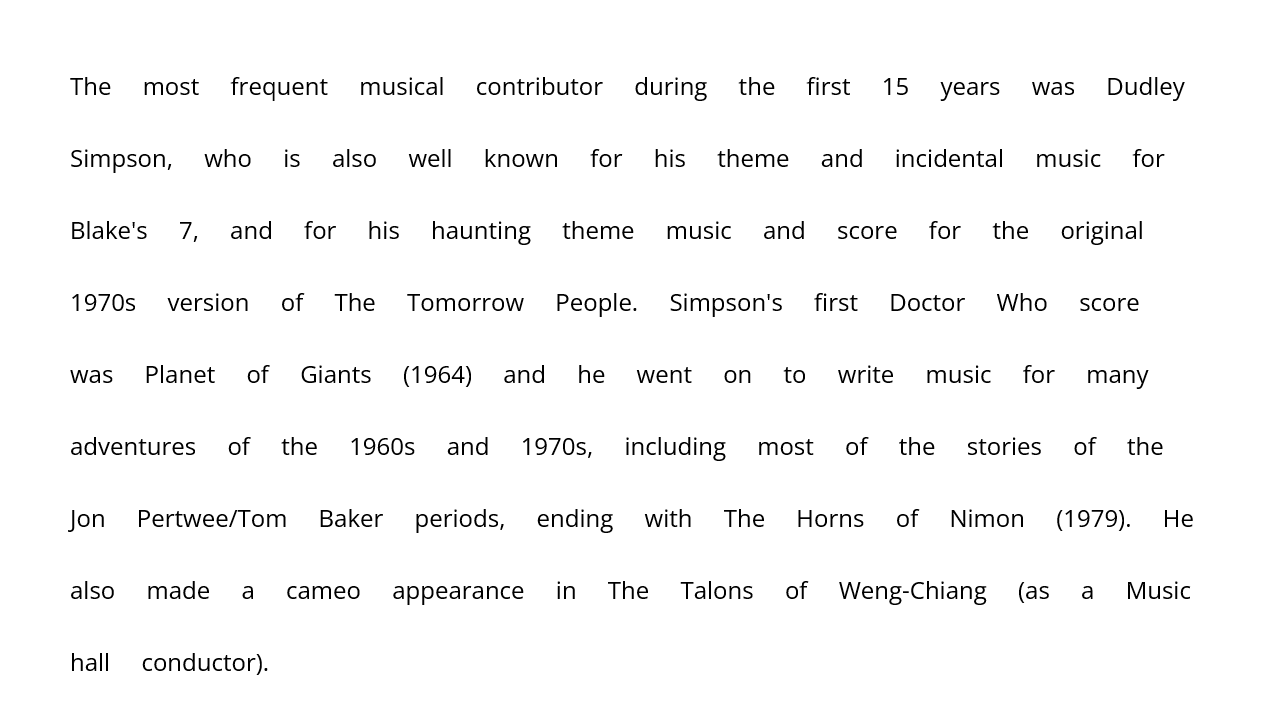 The most frequent musical contributor during the first 15 years was Dudley
Simpson, who is also well known for his theme and incidental music for
Blake's 7, and for his haunting theme music and score for the original
1970s version of The Tomorrow People. Simpson's first Doctor Who score
was Planet of Giants (1964) and he went on to write music for many
adventures of the 1960s and 1970s, including most of the stories of the
Jon Pertwee/Tom Baker periods, ending with The Horns of Nimon (1979). He
also made a cameo appearance in The Talons of Weng-Chiang (as a Music
hall conductor).